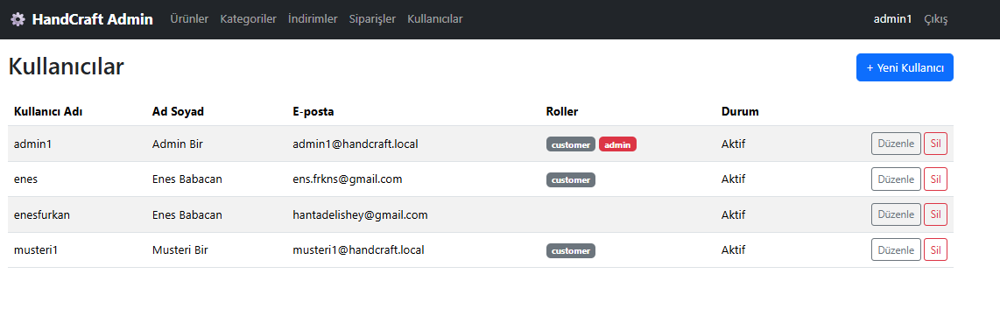 HandCraft Admin Ürünler Kategoriler İndirimler Siparişler Kullanıcılar admin1 Çıkış
Kullanıcılar + Yeni Kullanıcı
Kullanıcı Adı Ad Soyad E-posta Roller Durum
admin1 Admin Bir admin1@handcraft.local customer admin Aktif Düzenle Sil
enes Enes Babacan ens.frkns@gmail.com customer Aktif Düzenle Sil
enesfurkan Enes Babacan hantadelishey@gmail.com Aktif Düzenle Sil
musteri1 Musteri Bir musteri1@handcraft.local customer Aktif Düzenle Sil